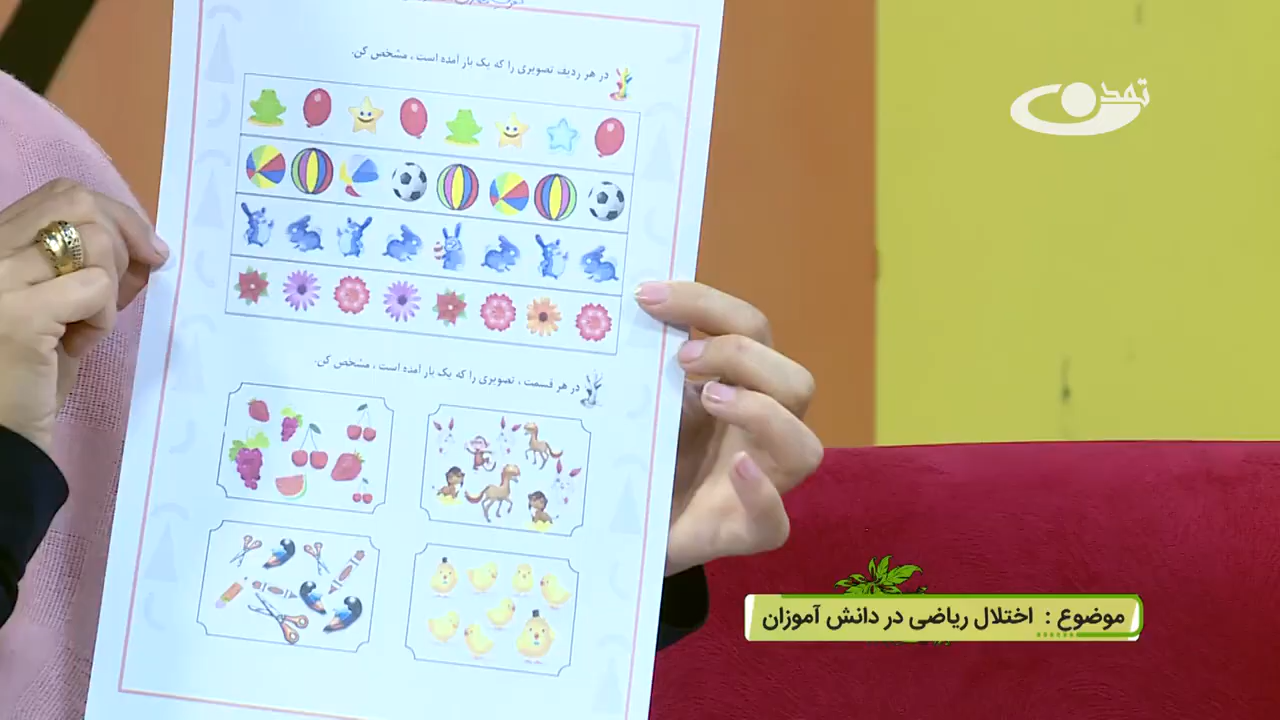 در هر ردیف تصویری را که یک بار آمده است ، مشخص کن.
تمدن
در هر قسمت ، تصویری را که یک بار آمده است ، مشخص کن.
موضوع : اختلال ریاضی در دانش آموزان